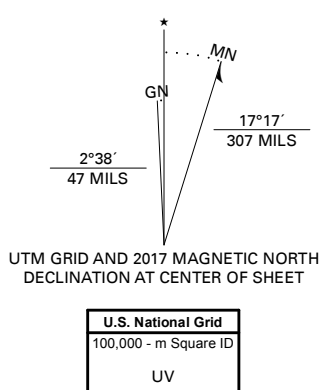 MN
GN
17°17´
307 MILS
2°38´
47 MILS
UTM GRID AND 2017 MAGNETIC NORTH
DECLINATION AT CENTER OF SHEET
U.S. National Grid
100,000 - m Square ID
UV